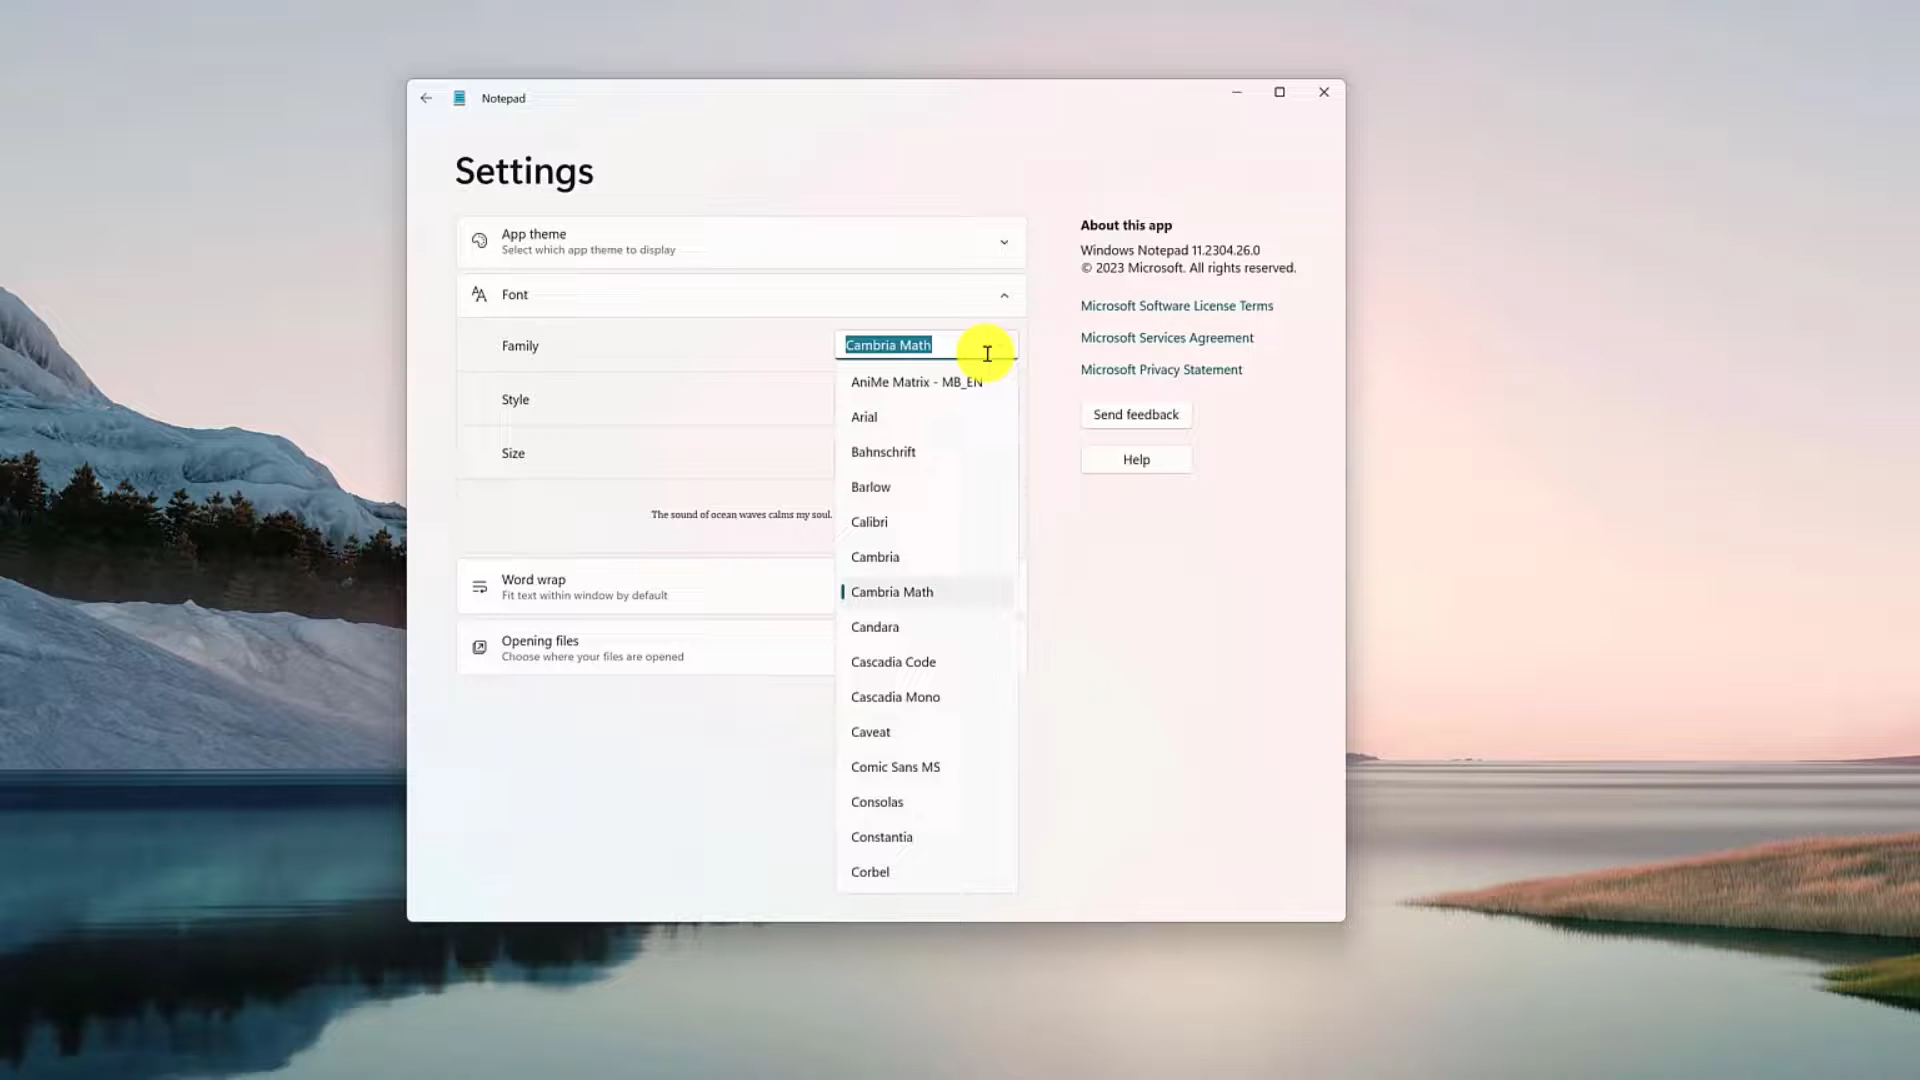 Notepad
Settings
App theme
Select which app theme to display
Font
Family
Cambria Math
AniMe Matrix - MB_EN
Arial
Bahnschrift
Barlow
Calibri
Cambria
Cambria Math
Candara
Cascadia Code
Cascadia Mono
Caveat
Comic Sans MS
Consolas
Constantia
Corbel
Style
Size
The sound of ocean waves calms my soul.
Word wrap
Fit text within window by default
Opening files
Choose where your files are opened
About this app
Windows Notepad 11.2304.26.0
© 2023 Microsoft. All rights reserved.
Microsoft Software License Terms
Microsoft Services Agreement
Microsoft Privacy Statement
Send feedback
Help